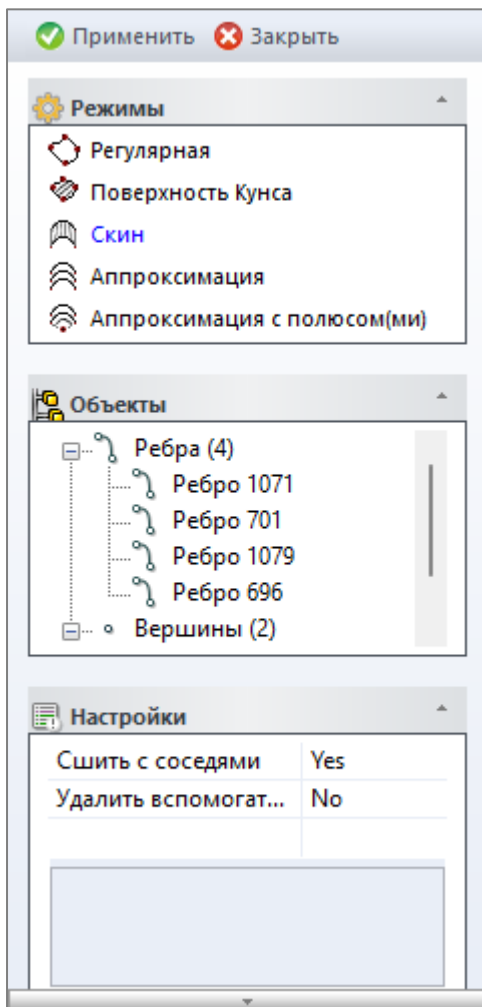 Применить Закрыть
Режимы
Регулярная
Поверхность Кунса
Скин
Аппроксимация
Аппроксимация с полюсом(ми)
Объекты
Ребра (4)
Ребро 1071
Ребро 701
Ребро 1079
Ребро 696
Вершины (2)
Настройки
Сшить с соседями Yes
Удалить вспомогат... No